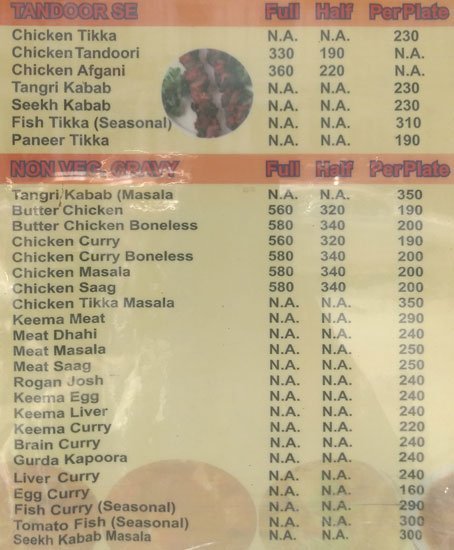 TANDOOR SE Full Half Per Plate
Chicken Tikka N.A. N.A. 230
Chicken Tandoori 330 190 N.A.
Chicken Afgani 360 220 N.A.
Tangri Kabab N.A. N.A. 230
Seekh Kabab N.A. N.A. 230
Fish Tikka (Seasonal) N.A. N.A. 310
Paneer Tikka N.A. N.A. 190
NON VEG. GRAVY Full Half Per Plate
Tangri Kabab (Masala N.A. N.A. 350
Butter Chicken 560 320 190
Butter Chicken Boneless 580 340 200
Chicken Curry 560 320 190
Chicken Curry Boneless 580 340 200
Chicken Masala 580 340 200
Chicken Saag 580 340 200
Chicken Tikka Masala N.A. N.A. 350
Keema Meat N.A. N.A. 290
Meat Dhahi N.A. N.A. 240
Meat Masala N.A. N.A. 250
Meat Saag N.A. N.A. 250
Rogan Josh N.A. N.A. 240
Keema Egg N.A. N.A. 240
Keema Liver N.A. N.A. 240
Keema Curry N.A. N.A. 220
Brain Curry N.A. N.A. 240
Gurda Kapoora N.A. N.A. 240
Liver Curry N.A. N.A. 240
Egg Curry N.A. N.A. 160
Fish Curry (Seasonal) N.A. N.A. 290
Tomato Fish (Seasonal) N.A. N.A. 300
Seekh Kabab Masala N.A. N.A. 300